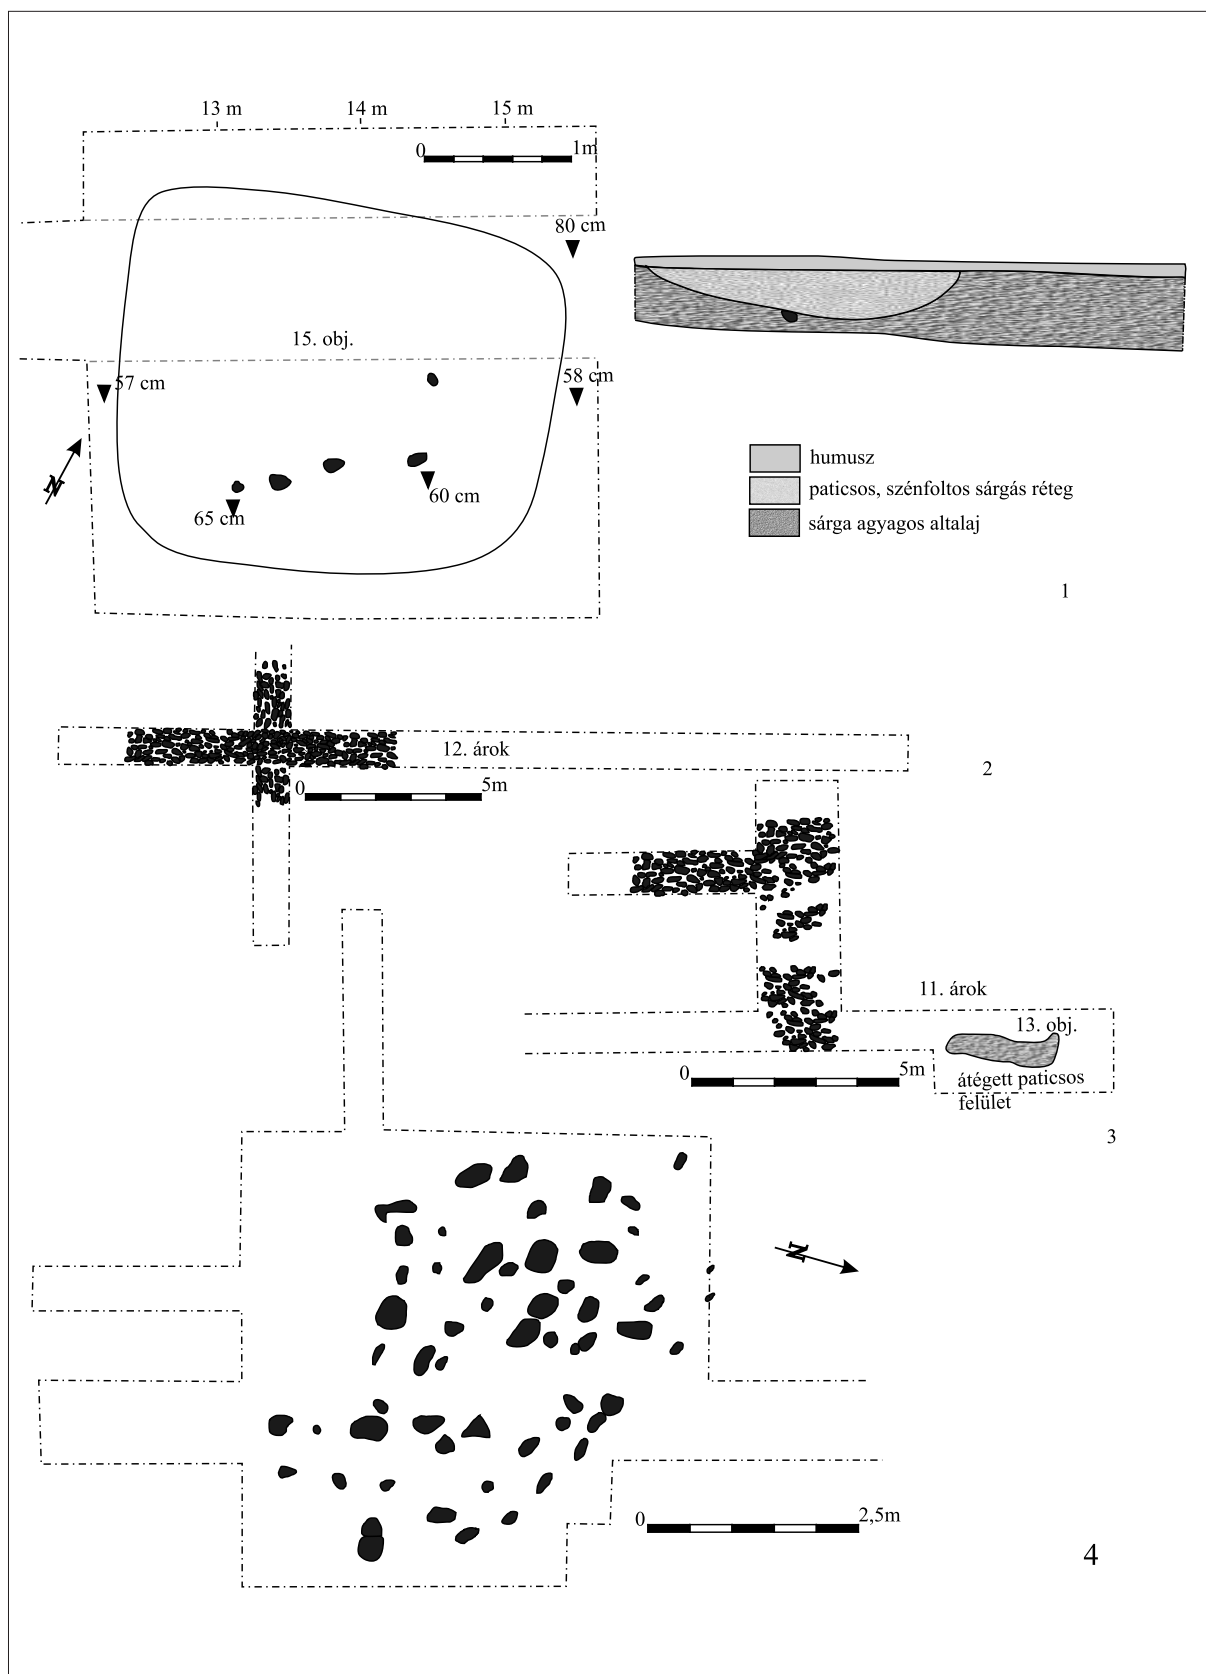 13 m
14 m
15 m
0
1m
80 cm
15. obj.
57 cm
58 cm
N
60 cm
65 cm
humusz
paticsos, szénfoltos sárgás réteg
sárga agyagos altalaj
1
12. árok
0
5m
2
11. árok
13. obj.
0
5m
átégett paticsos
felület
3
N
0
2,5m
4